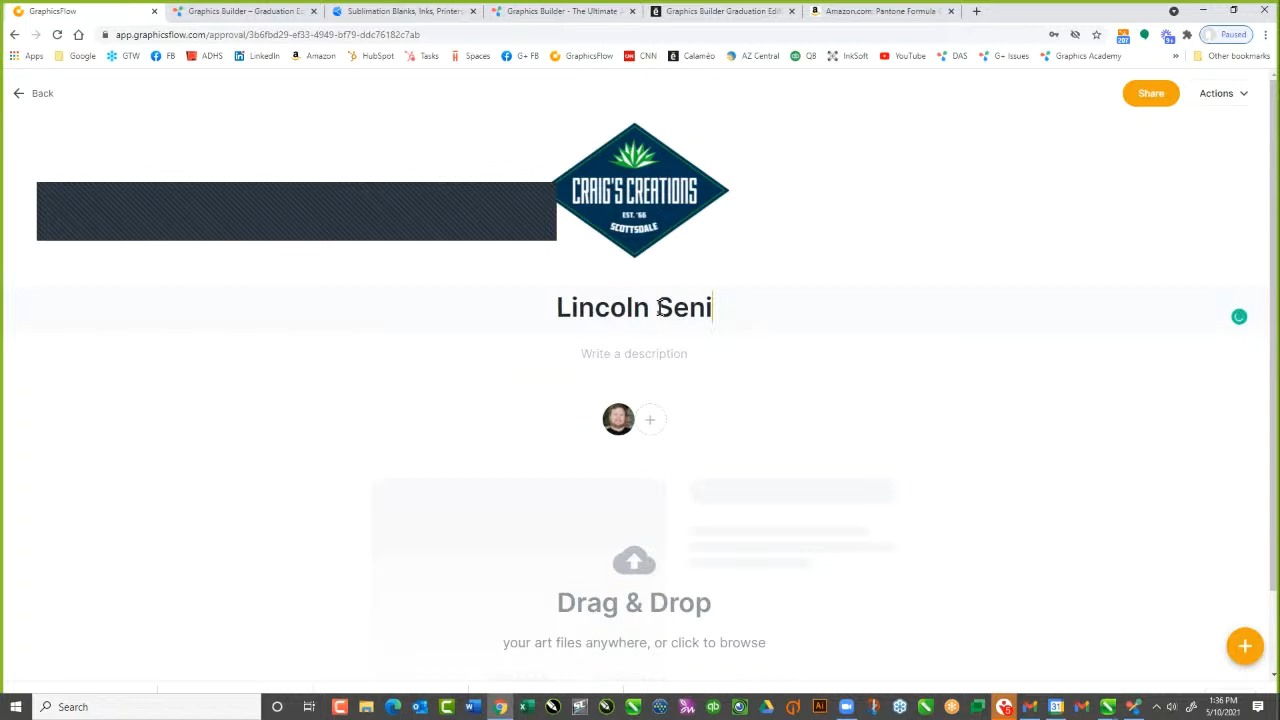 GraphicsFlow
Graphics Builder – Graduation Ed
Sublimation Blanks, Inks, Printers
Graphics Builder - The Ultimate
Graphics Builder Graduation Edit
Amazon.com: Pantone Formula
app.graphicsflow.com/approval/3b6fbd29-ef33-4949-bf79-ddc76182c7ab
Paused
Apps
Google
GTW
FB
ADHS
LinkedIn
Amazon
HubSpot
Tasks
Spaces
G+ FB
GraphicsFlow
CNN
Calaméo
AZ Central
QB
InkSoft
YouTube
DAS
G+ Issues
Graphics Academy
Other bookmarks
Back
Share
Actions
CRAIG'S CREATIONS
EST. '66
SCOTTSDALE
Lincoln Seni
Write a description
Drag & Drop
your art files anywhere, or click to browse
Search
1:36 PM
5/10/2021